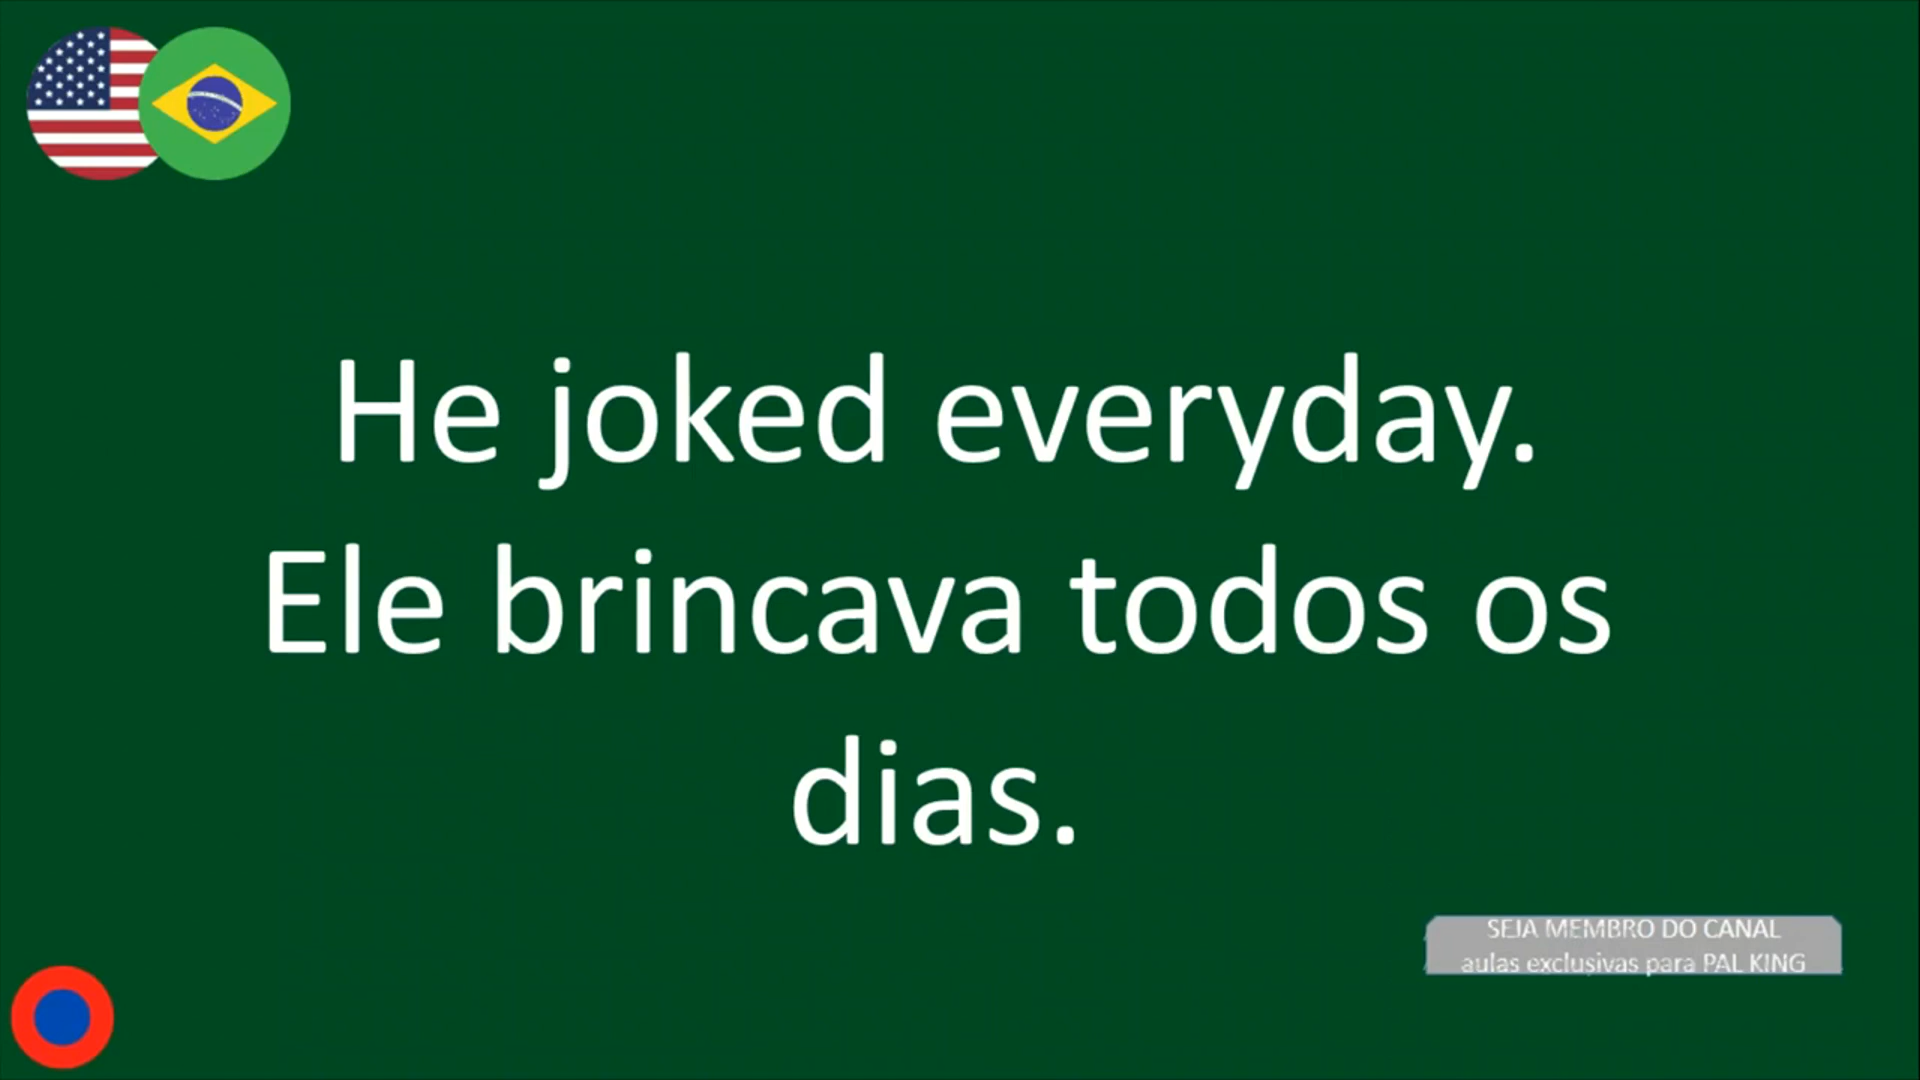 He joked everyday.
Ele brincava todos os
dias.
SEJA MEMBRO DO CANAL
aulas exclusivas para PAL KING